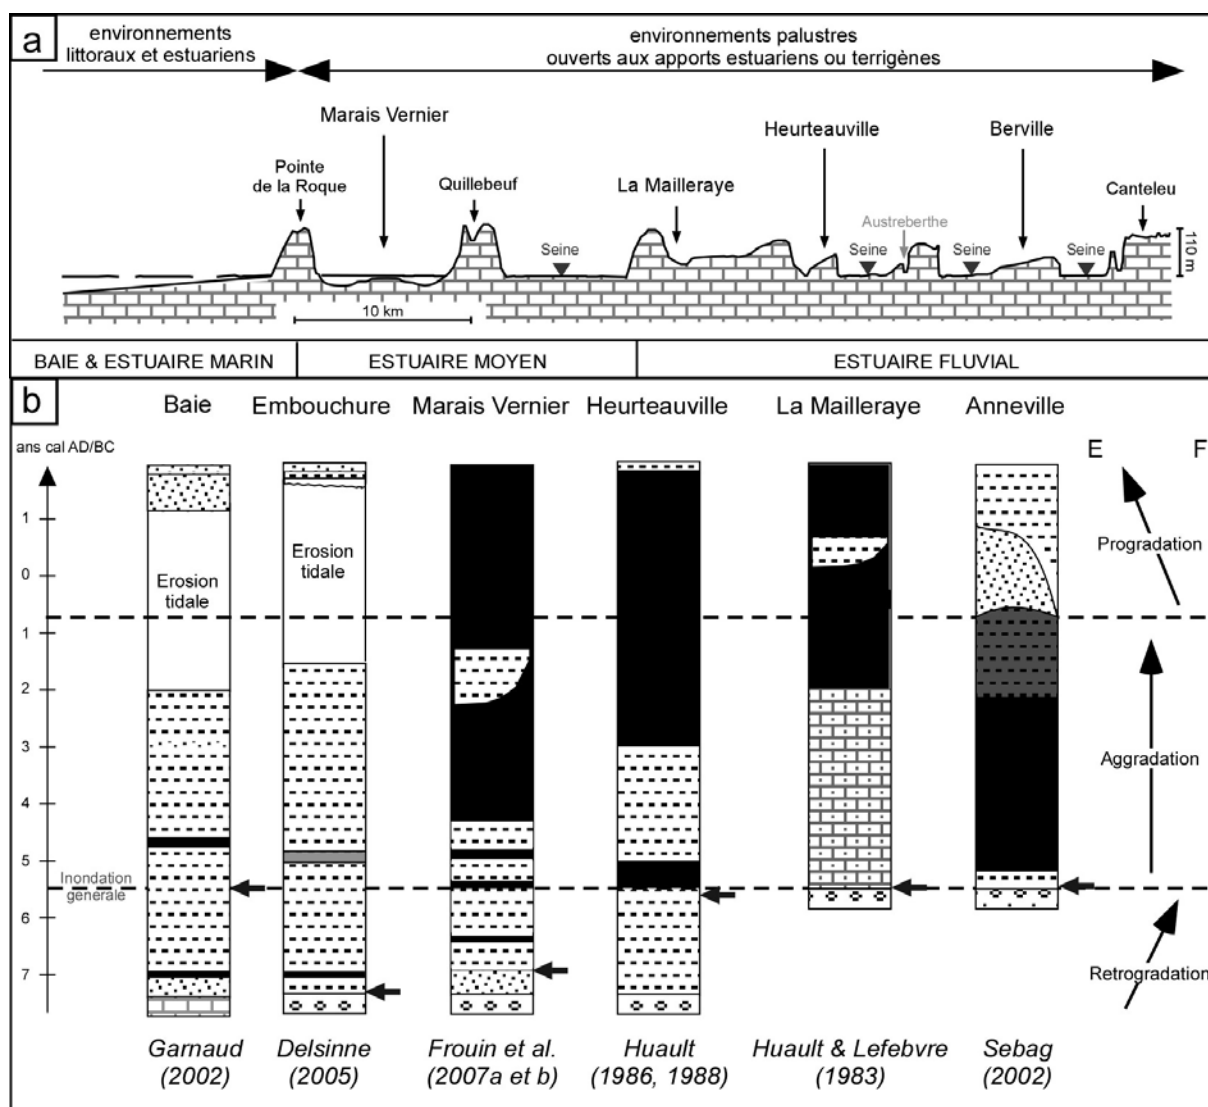 a
environnements
littoraux et estuariens
environnements palustres
ouverts aux apports estuariens ou terrigènes
Marais Vernier
Heurteauville
Berville
Pointe
de la Roque
Quillebeuf
La Mailleraye
Canteleu
Austreberthe
Seine
Seine
Seine
Seine
110 m
10 km
BAIE & ESTUAIRE MARIN
ESTUAIRE MOYEN
ESTUAIRE FLUVIAL
b
Baie
Embouchure
Marais Vernier
Heurteauville
La Mailleraye
Anneville
ans cal AD/BC
E
F
1
0
1
2
3
4
5
6
7
Erosion
tidale
Erosion
tidale
Progradation
Aggradation
Inondation
générale
Retrogradation
Garnaud
(2002)
Delsinne
(2005)
Frouin et al.
(2007a et b)
Huault
(1986, 1988)
Huault & Lefebvre
(1983)
Sebag
(2002)